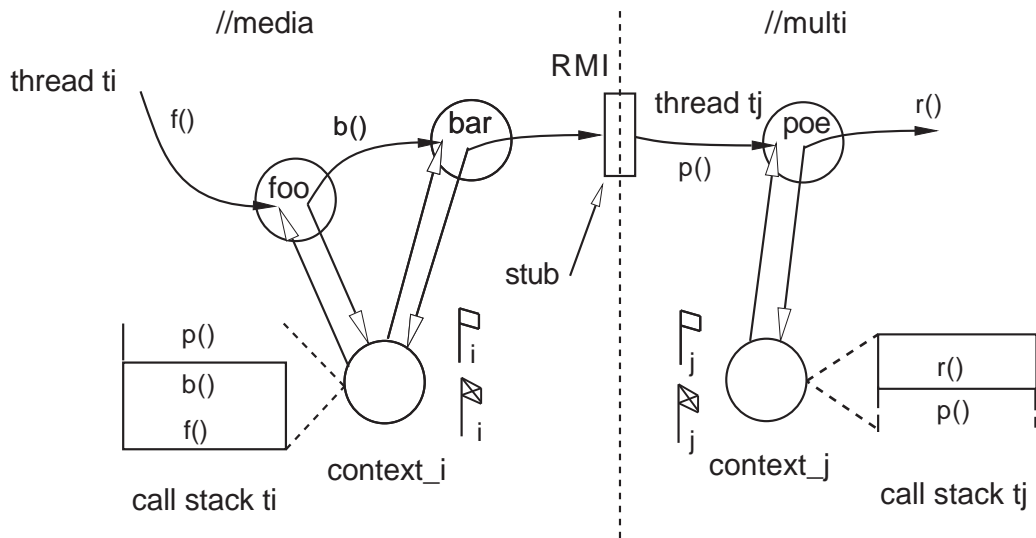 //media
//multi
RMI
thread ti
thread tj
f()
b()
bar
poe
r()
p()
foo
stub
p()
b()
f()
i
i
j
j
r()
p()
context_i
context_j
call stack ti
call stack tj